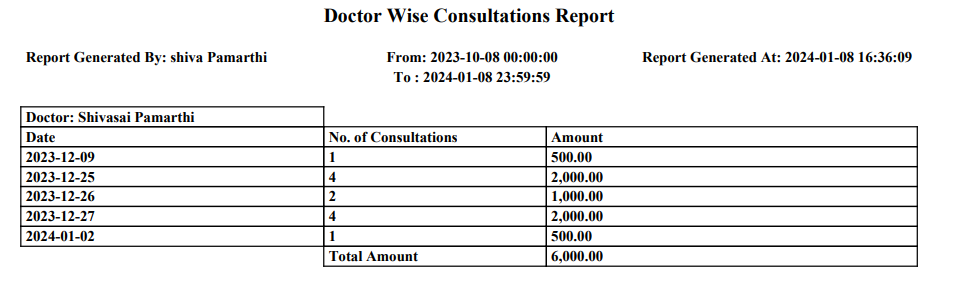 Doctor Wise Consultations Report
Report Generated By: shiva Pamarthi From: 2023-10-08 00:00:00 Report Generated At: 2024-01-08 16:36:09
To : 2024-01-08 23:59:59
Doctor: Shivasai Pamarthi
Date No. of Consultations Amount
2023-12-09 1 500.00
2023-12-25 4 2,000.00
2023-12-26 2 1,000.00
2023-12-27 4 2,000.00
2024-01-02 1 500.00
Total Amount 6,000.00